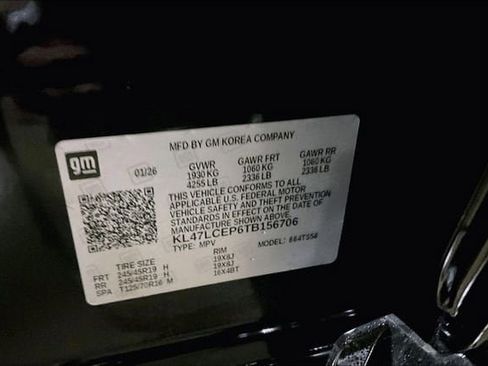 MFD BY GM KOREA COMPANY
gm
01/26
GVWR GAWR FRT GAWR RR
1930 KG 1060 KG 1060 KG
4255 LB 2336 LB 2336 LB
THIS VEHICLE CONFORMS TO ALL
APPLICABLE U.S. FEDERAL MOTOR
VEHICLE SAFETY AND THEFT PREVENTION
STANDARDS IN EFFECT ON THE DATE OF
MANUFACTURE SHOWN ABOVE.
KL47LCEP6TB156706
TYPE: MPV MODEL:
TIRE SIZE RIM
FRT 245/45R19 H 19X8J
RR 245/45R19 H 19X8J
SPA T125/70R16 M 16X4BT